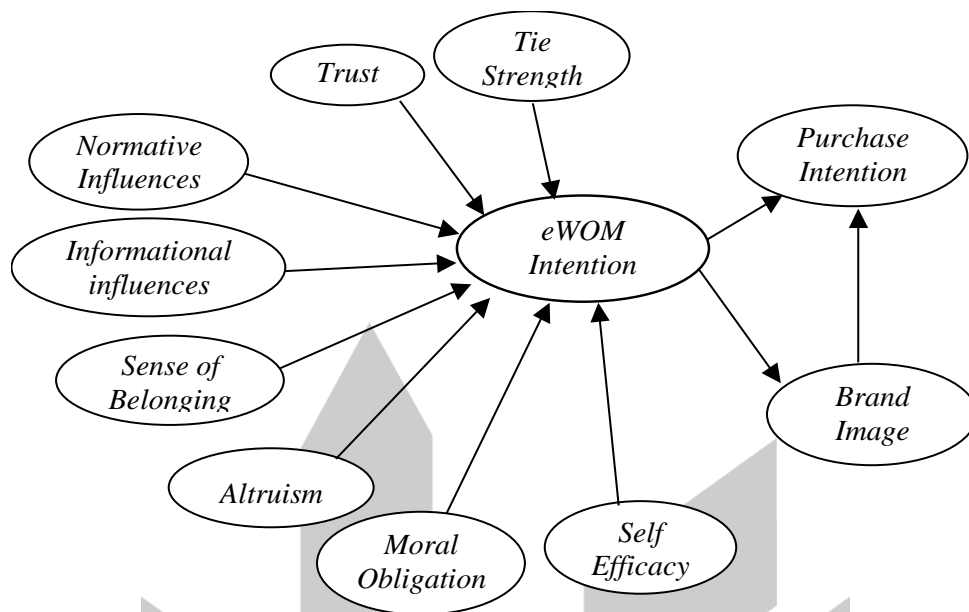 Tie
Strength
Trust
Purchase
Intention
Normative
Influences
eWOM
Intention
Informational
influences
Sense of
Belonging
Brand
Image
Altruism
Moral
Obligation
Self
Efficacy